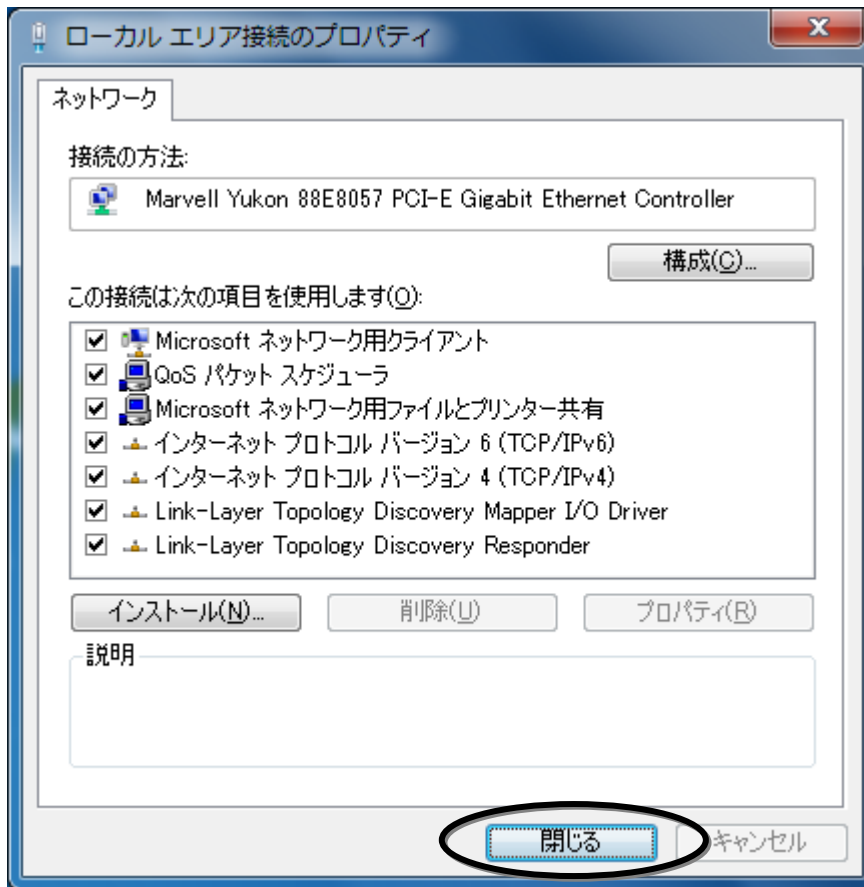 ローカル エリア接続のプロパティ
ネットワーク
接続の方法:
Marvell Yukon 88E8057 PCI-E Gigabit Ethernet Controller
構成(C)...
この接続は次の項目を使用します(O):
Microsoft ネットワーク用クライアント
QoS パケット スケジューラ
Microsoft ネットワーク用ファイルとプリンター共有
インターネット プロトコル バージョン 6 (TCP/IPv6)
インターネット プロトコル バージョン 4 (TCP/IPv4)
Link-Layer Topology Discovery Mapper I/O Driver
Link-Layer Topology Discovery Responder
インストール(N)... 削除(U) プロパティ(R)
説明
閉じる キャンセル